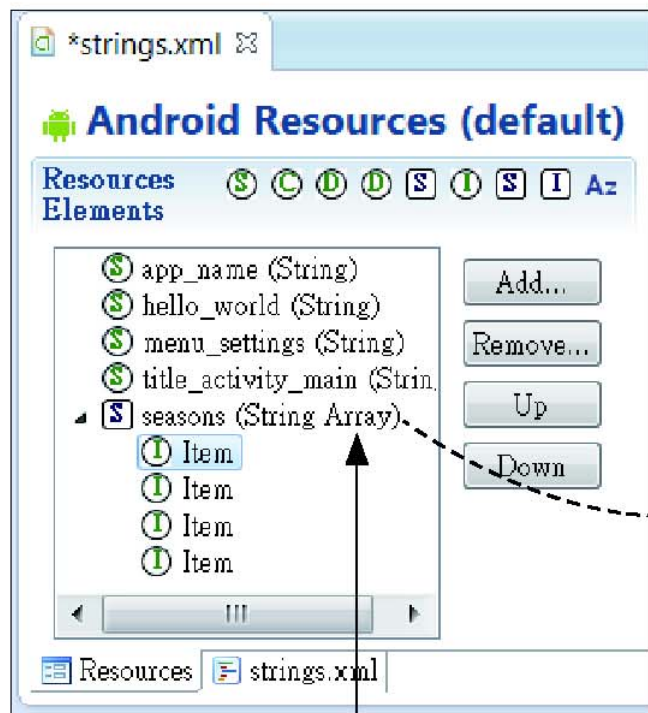 *strings.xml
Android Resources (default)
Resources Elements
S C D D S I S I Az
app_name (String)
hello_world (String)
menu_settings (String)
title_activity_main (Strin
seasons (String Array)
Item
Item
Item
Item
Add...
Remove...
Up
Down
Resources
strings.xml